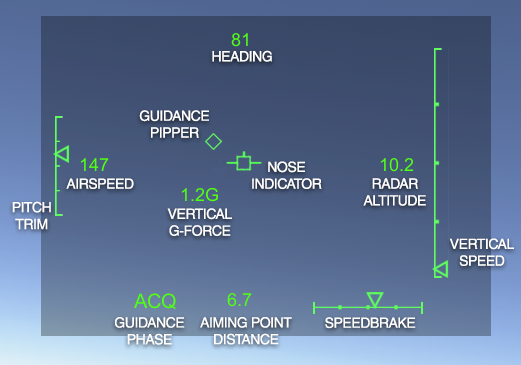 81
HEADING
GUIDANCE
PIPPER
147
AIRSPEED
NOSE
INDICATOR
10.2
RADAR
ALTITUDE
1.2G
VERTICAL
G-FORCE
PITCH
TRIM
VERTICAL
SPEED
ACQ
GUIDANCE
PHASE
6.7
AIMING POINT
DISTANCE
SPEEDBRAKE